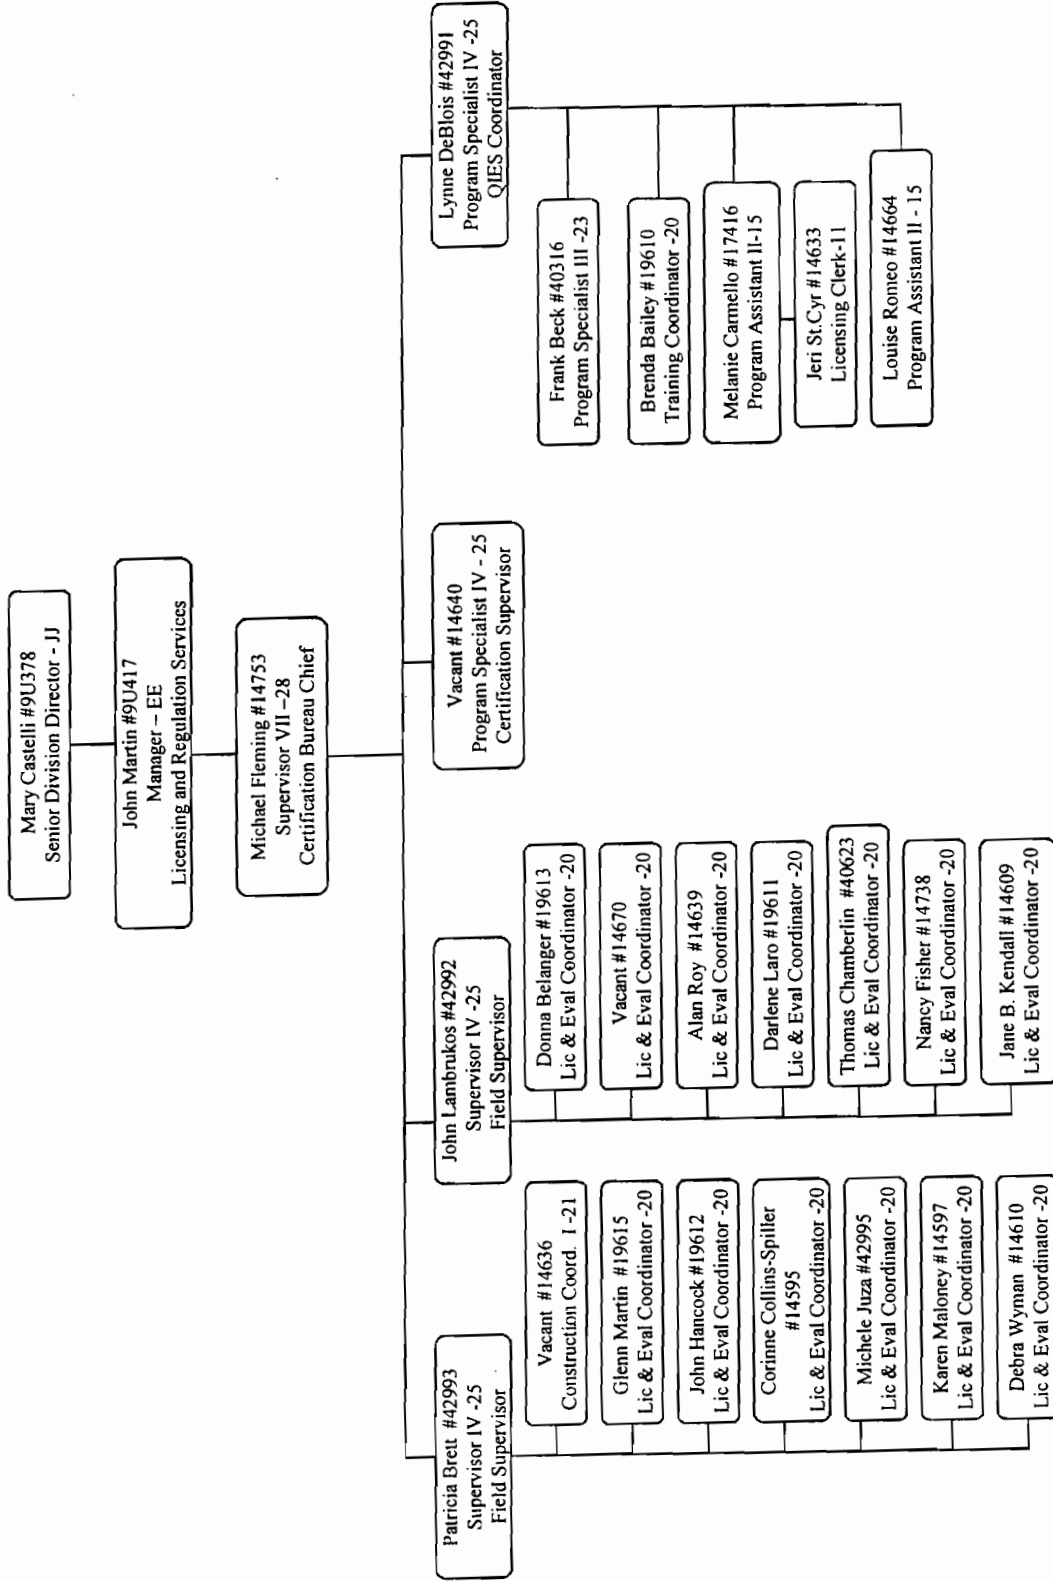 Mary Castelli #9U378
Senior Division Director - JJ
John Martin #9U417
Manager – EE
Licensing and Regulation Services
Michael Fleming #14753
Supervisor VII –28
Certification Bureau Chief
Patricia Brett #42993
Supervisor IV -25
Field Supervisor
Vacant #14636
Construction Coord. I -21
Glenn Martin #19615
Lic & Eval Coordinator -20
John Hancock #19612
Lic & Eval Coordinator -20
Corinne Collins-Spiller
#14595
Lic & Eval Coordinator -20
Michele Juza #42995
Lic & Eval Coordinator -20
Karen Maloney #14597
Lic & Eval Coordinator -20
Debra Wyman #14610
Lic & Eval Coordinator -20
John Lambrukos #42992
Supervisor IV -25
Field Supervisor
Donna Belanger #19613
Lic & Eval Coordinator -20
Vacant #14670
Lic & Eval Coordinator -20
Alan Roy #14639
Lic & Eval Coordinator -20
Darlene Laro #19611
Lic & Eval Coordinator -20
Thomas Chamberlin #40623
Lic & Eval Coordinator -20
Nancy Fisher #14738
Lic & Eval Coordinator -20
Jane B. Kendall #14609
Lic & Eval Coordinator -20
Vacant #14640
Program Specialist IV - 25
Certification Supervisor
Lynne DeBlois #42991
Program Specialist IV -25
QIES Coordinator
Frank Beck #40316
Program Specialist III -23
Brenda Bailey #19610
Training Coordinator -20
Melanie Carmello #17416
Program Assistant II-15
Jeri St.Cyr #14633
Licensing Clerk-11
Louise Romeo #14664
Program Assistant II - 15